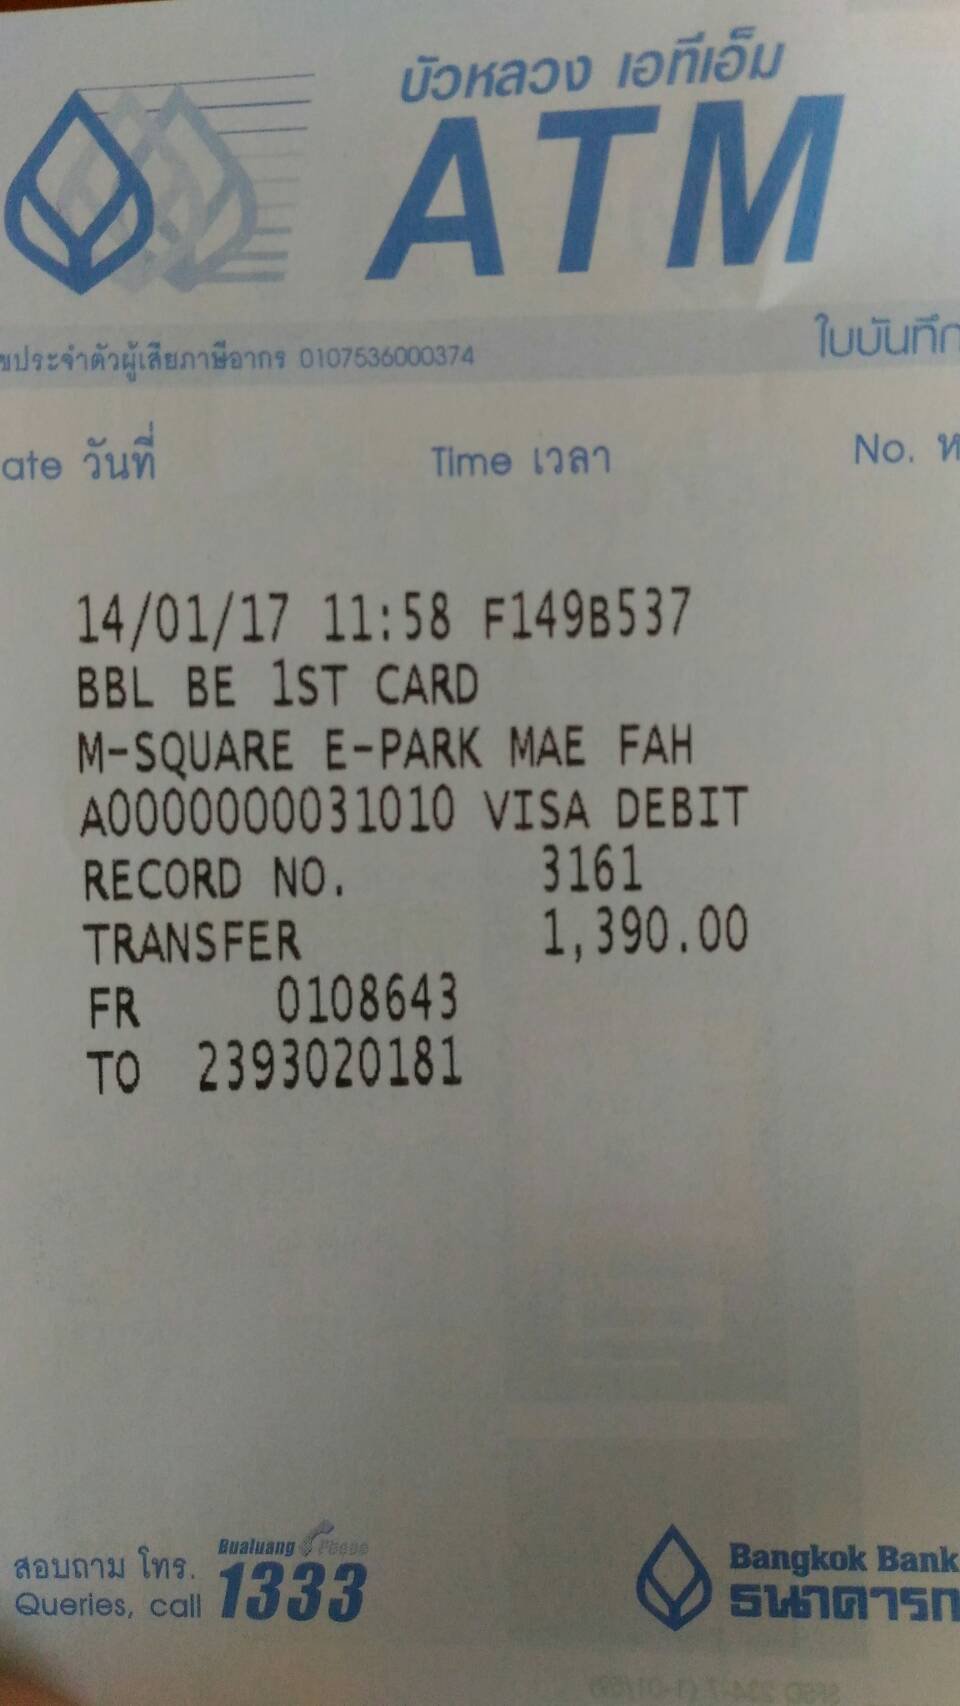 บัวหลวง เอทีเอ็ม
ATM
ใบบันทึก
ขประจำตัวผู้เสียภาษีอากร 0107536000374
ate วันที่ Time เวลา No. ห
14/01/17 11:58 F149B537
BBL BE 1ST CARD
M-SQUARE E-PARK MAE FAH
A0000000031010 VISA DEBIT
RECORD NO. 3161
TRANSFER 1,390.00
FR 0108643
TO 2393020181
สอบถาม โทร. Bualuang Phone
Queries, call 1333
Bangkok Bank
ธนาคารก